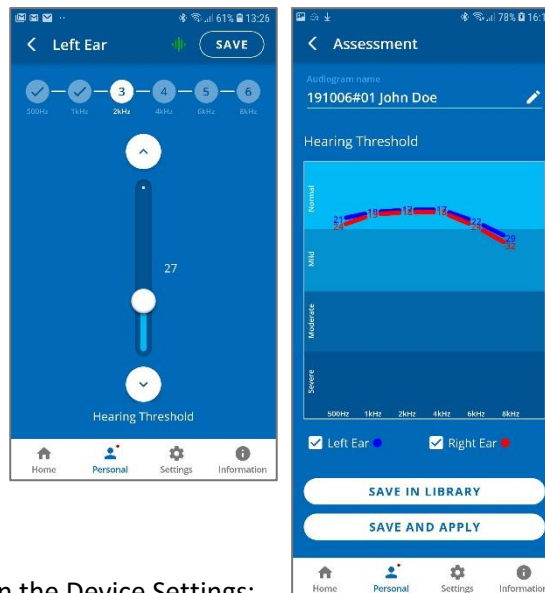 61% 13:26
Left Ear
SAVE
3
4
5
6
500Hz 1kHz 2kHz 4kHz 6kHz 8kHz
27
Hearing Threshold
Home Personal Settings Information
78% 16:1
Assessment
Audiogram name
191006#01 John Doe
Hearing Threshold
Normal
Mild
Moderate
Severe
21 19 17 17 22 29
24 18 18 32
500Hz 1kHz 2kHz 4kHz 6kHz 8kHz
Left Ear
Right Ear
SAVE IN LIBRARY
SAVE AND APPLY
Home Personal Settings Information
n the Device Settings: